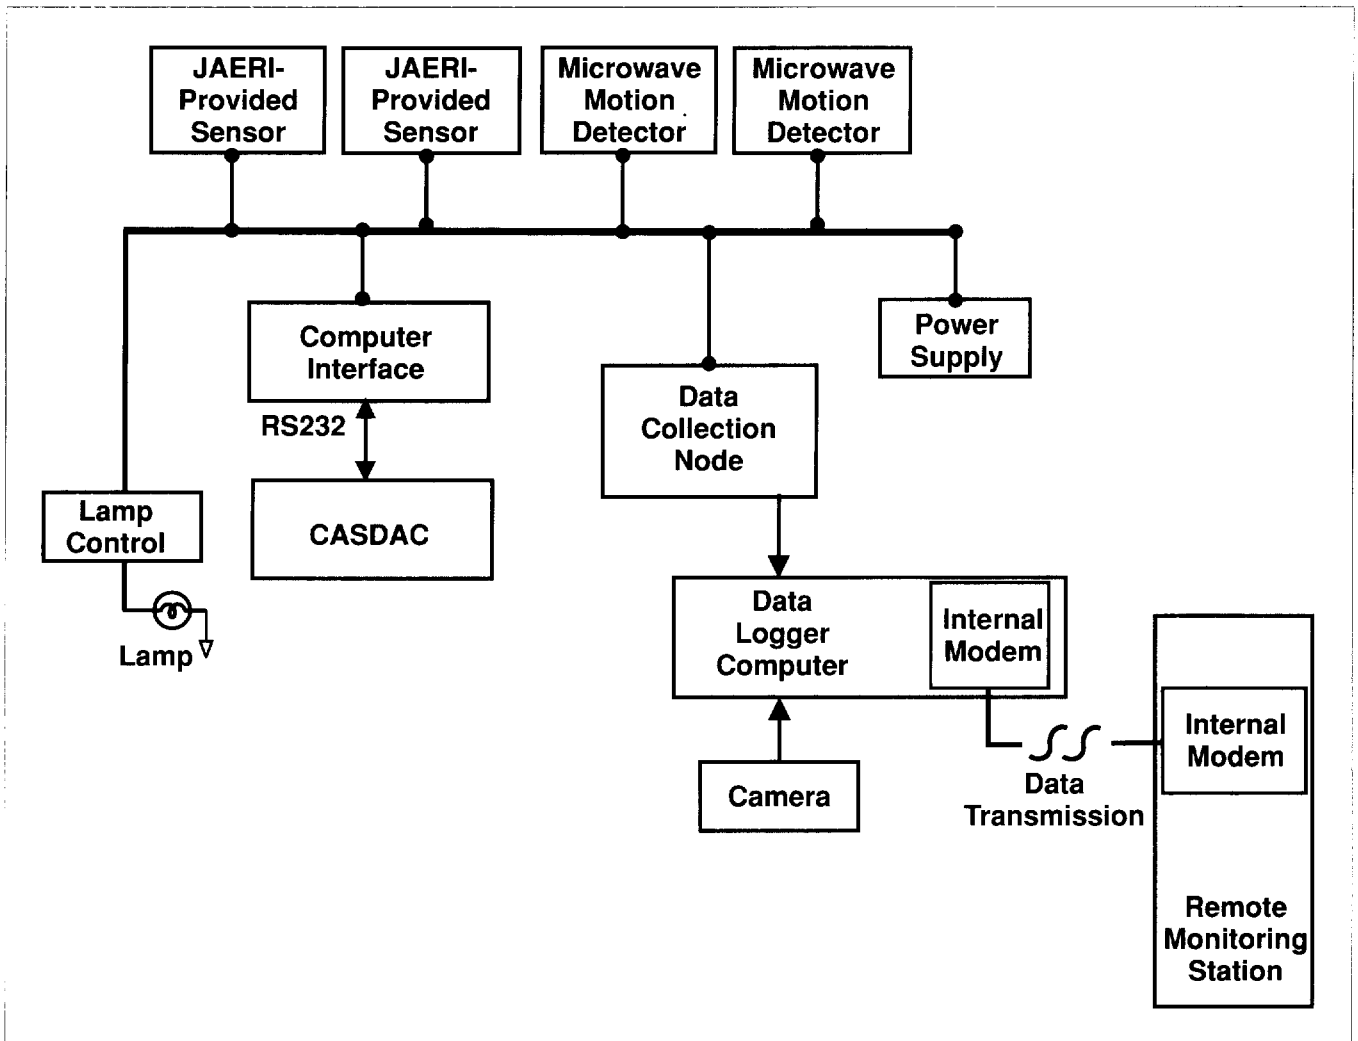 JAERI-
Provided
Sensor
JAERI-
Provided
Sensor
Microwave
Motion
Detector
Microwave
Motion
Detector
Computer
Interface
Power
Supply
RS232
Data
Collection
Node
CASDAC
Lamp
Control
Lamp
Data
Logger
Computer
Internal
Modem
Camera
Data
Transmission
Internal
Modem
Remote
Monitoring
Station